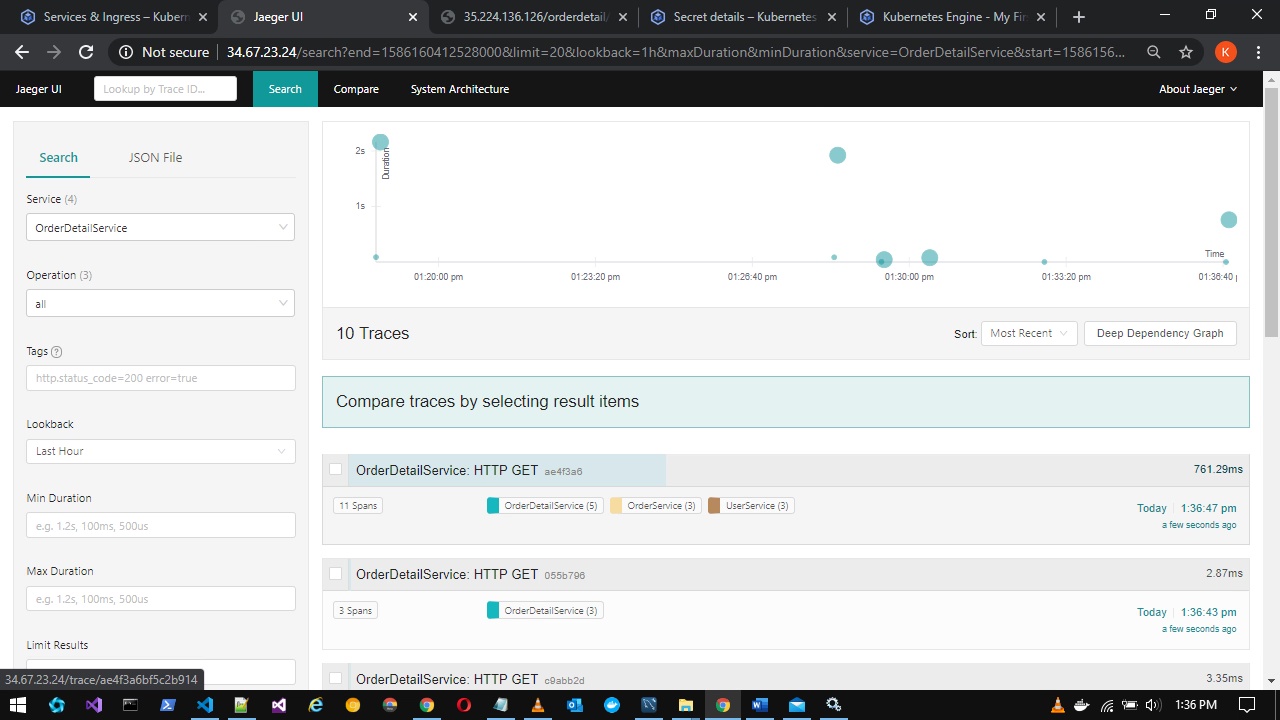 Services & Ingress – Kubern
Jaeger UI
35.224.136.126/orderdetail/
Secret details – Kubernetes
Kubernetes Engine - My Fir
Not secure
34.67.23.24/search?end=1586160412528000&limit=20&lookback=1h&maxDuration&minDuration&service=OrderDetailService&start=1586156...
K
Jaeger UI
Lookup by Trace ID...
Search
Compare
System Architecture
About Jaeger
Search
JSON File
Service (4)
OrderDetailService
Operation (3)
all
Tags
http.status_code=200 error=true
Lookback
Last Hour
Min Duration
e.g. 1.2s, 100ms, 500us
Max Duration
e.g. 1.2s, 100ms, 500us
Limit Results
2s
1s
Duration
Time
01:20:00 pm
01:23:20 pm
01:26:40 pm
01:30:00 pm
01:33:20 pm
01:36:40 p
10 Traces
Sort:
Most Recent
Deep Dependency Graph
Compare traces by selecting result items
OrderDetailService: HTTP GET ae4f3a6
761.29ms
11 Spans
OrderDetailService (5)
OrderService (3)
UserService (3)
Today
1:36:47 pm
a few seconds ago
OrderDetailService: HTTP GET 055b796
2.87ms
3 Spans
OrderDetailService (3)
Today
1:36:43 pm
a few seconds ago
OrderDetailService: HTTP GET c9abb2d
3.35ms
34.67.23.24/trace/ae4f3a6bf5c2b914
1:36 PM